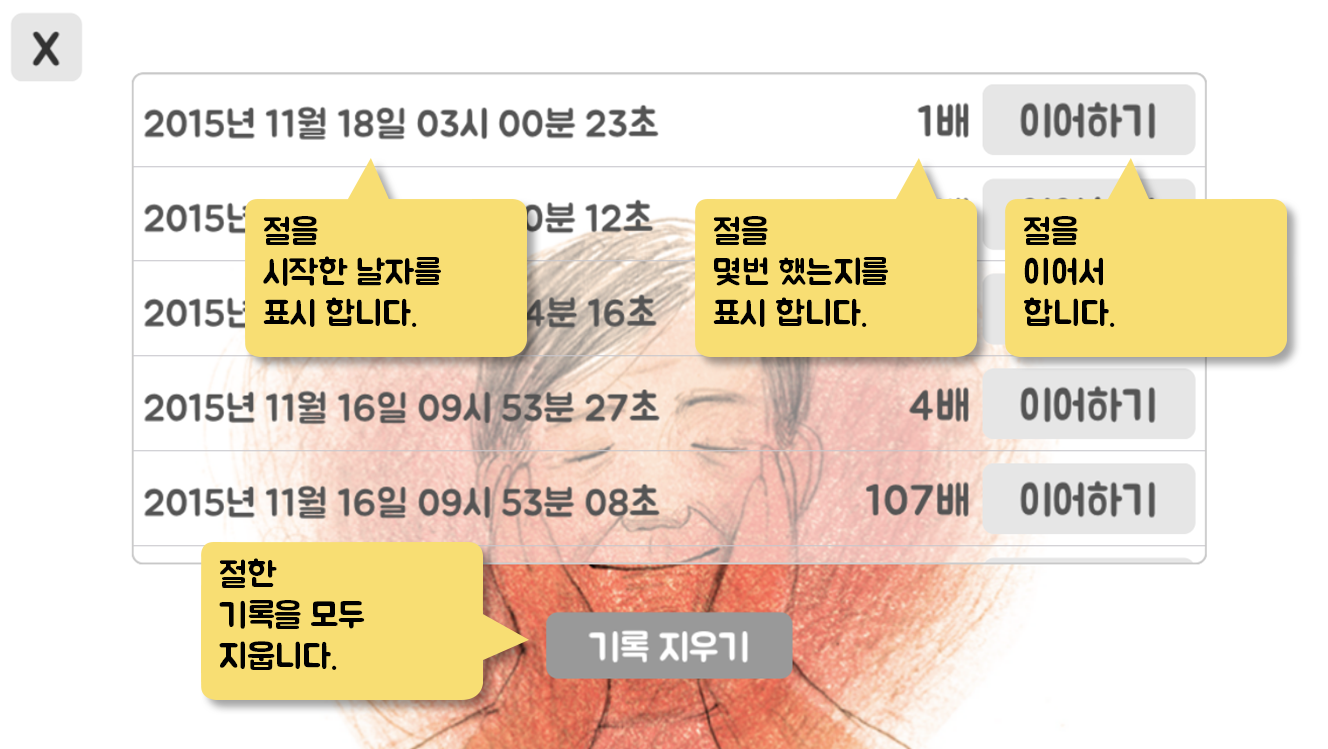 X
2015년 11월 18일 03시 00분 23초 1배 이어하기
2015년 분 12초
절을
시작한 날자를
표시 합니다.
절을
몇번 했는지를
표시 합니다.
절을
이어서
합니다.
2015년 4분 16초
2015년 11월 16일 09시 53분 27초 4배 이어하기
2015년 11월 16일 09시 53분 08초 107배 이어하기
절한
기록을 모두
지웁니다.
기록 지우기